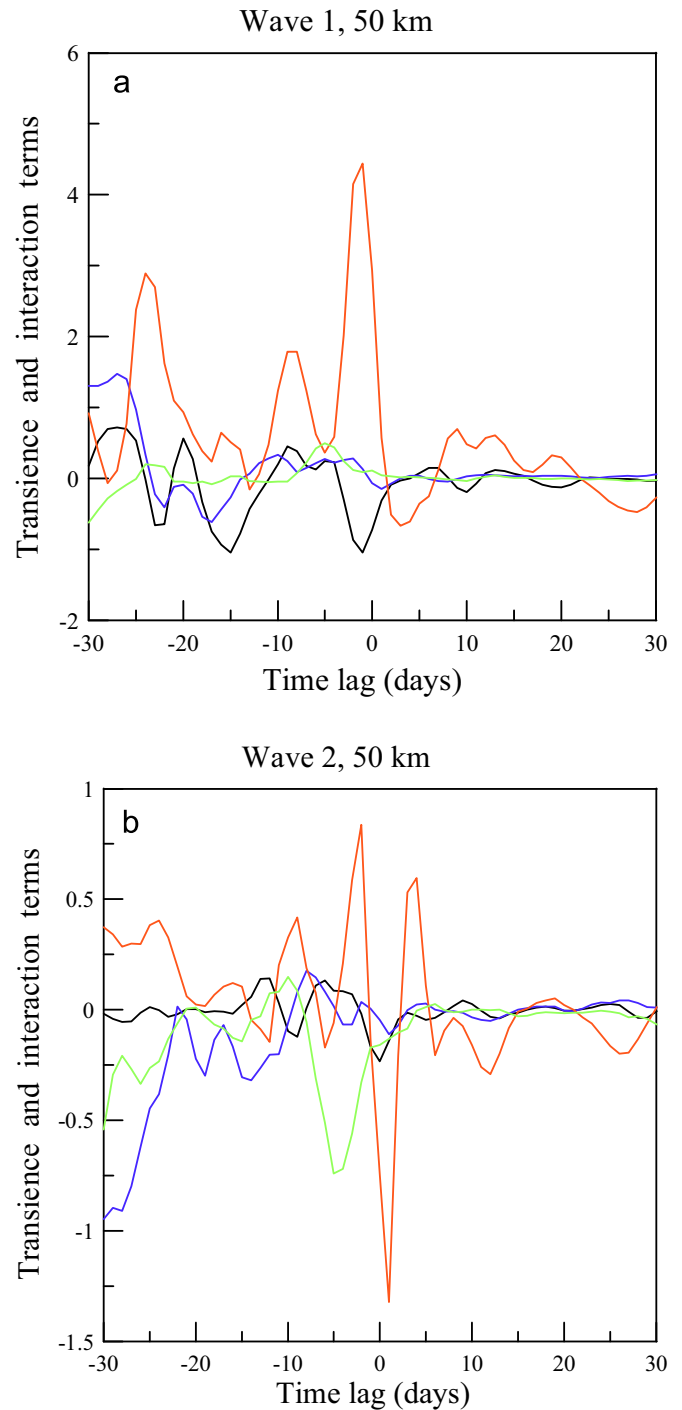 Wave 1, 50 km
6
a
4
2
0
-2
-30 -20 -10 0 10 20 30
Time lag (days)
Transience and interaction terms
Wave 2, 50 km
1
b
0.5
0
-0.5
-1
-1.5
-30 -20 -10 0 10 20 30
Time lag (days)
Transience and interaction terms